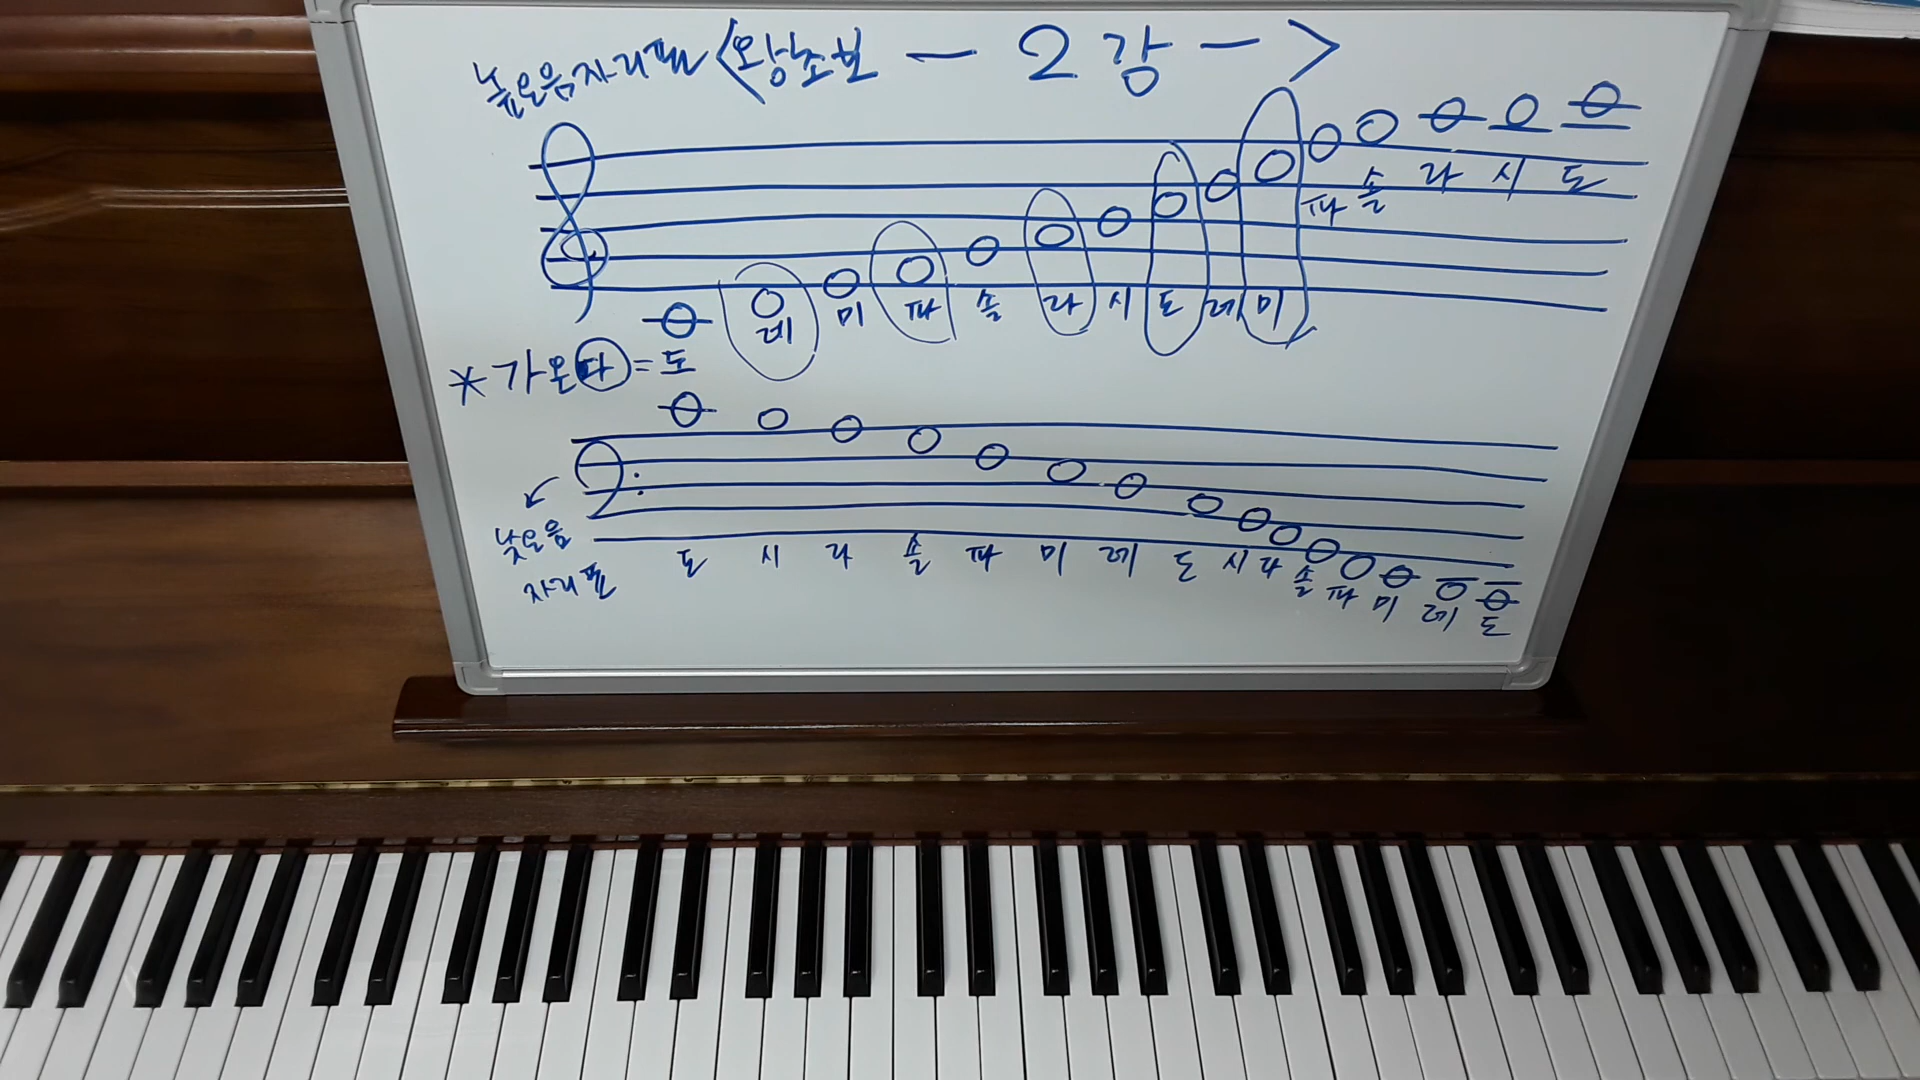 높은음자리표 <왕초보 - 2강 ->
레 미 파 솔 라 시 도 레 미 파 솔 라 시 도
* 가온다 = 도
낮은음
자리표
도 시 라 솔 파 미 레 도 시 라 솔 파 미 레 도